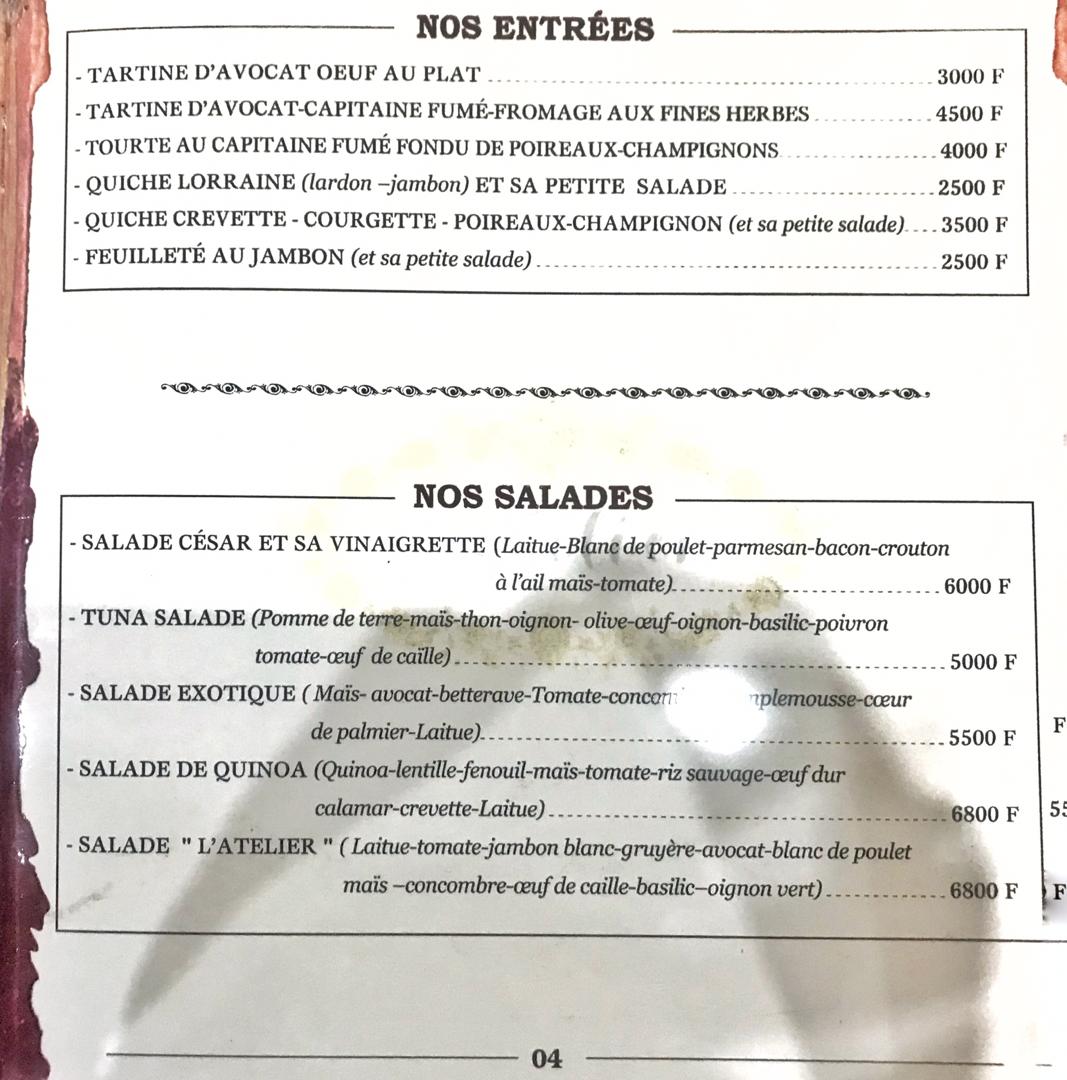 NOS ENTRÉES
- TARTINE D'AVOCAT OEUF AU PLAT 3000 F
- TARTINE D'AVOCAT-CAPITAINE FUMÉ-FROMAGE AUX FINES HERBES 4500 F
- TOURTE AU CAPITAINE FUMÉ FONDU DE POIREAUX-CHAMPIGNONS 4000 F
- QUICHE LORRAINE (lardon –jambon) ET SA PETITE SALADE 2500 F
- QUICHE CREVETTE - COURGETTE - POIREAUX-CHAMPIGNON (et sa petite salade) 3500 F
- FEUILLETÉ AU JAMBON (et sa petite salade) 2500 F
NOS SALADES
- SALADE CÉSAR ET SA VINAIGRETTE (Laitue-Blanc de poulet-parmesan-bacon-crouton
à l'ail maïs-tomate) 6000 F
- TUNA SALADE (Pomme de terre-maïs-thon-oignon- olive-œuf-oignon-basilic-poivron
tomate-œuf de caïlle) 5000 F
- SALADE EXOTIQUE ( Maïs- avocat-betterave-Tomate- -cœur
de palmier-Laitue) 5500 F
- SALADE DE QUINOA (Quinoa-lentille-fenouil-maïs-tomate-riz sauvage-œuf dur
calamar-crevette-Laitue) 6800 F
- SALADE " L'ATELIER " ( Laitue-tomate-jambon blanc-gruyère-avocat-blanc de poulet
maïs –concombre-œuf de caille-basilic–oignon vert) 6800 F
F
55
F
04